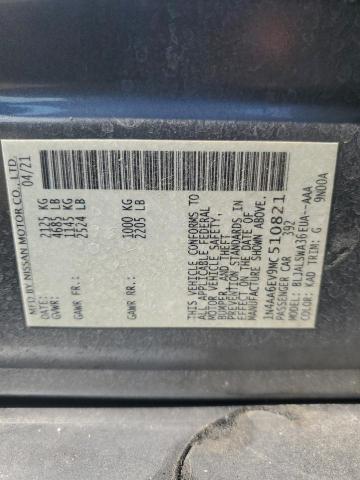 MFD BY NISSAN MOTOR CO., LTD.
DATE: 04/21
GVWR: 2125 KG
4685 LB
GAWR FR.: 1145 KG
2524 LB
GAWR RR.: 1000 KG
2205 LB
THIS VEHICLE CONFORMS TO
ALL APPLICABLE FEDERAL
MOTOR VEHICLE SAFETY,
BUMPER AND THEFT
PREVENTION STANDARDS IN
EFFECT ON THE DATE OF
MANUFACTURE SHOWN ABOVE.
1N4AA6EV9MC510821
PASSENGER CAR 392
MODEL: BLJALSWA30EUA--AAA
COLOR: KAD TRIM: G 9N00A